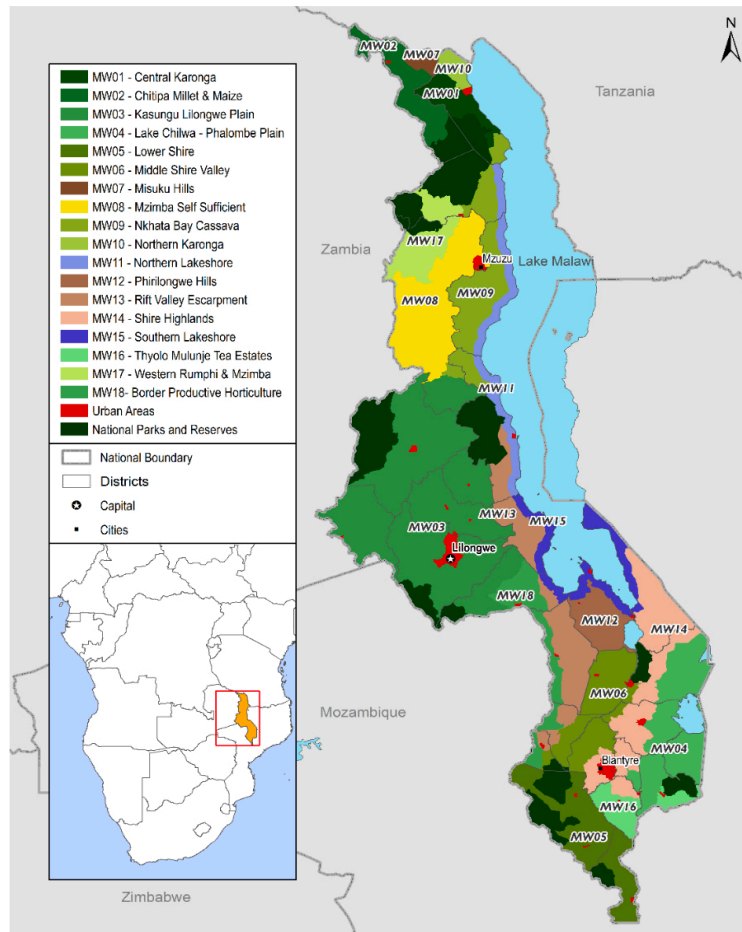 MW01 - Central Karonga
MW02 - Chitipa Millet & Maize
MW03 - Kasungu Lilongwe Plain
MW04 - Lake Chilwa - Phalombe Plain
MW05 - Lower Shire
MW06 - Middle Shire Valley
MW07 - Misuku Hills
MW08 - Mzimba Self Sufficient
MW09 - Nkhata Bay Cassava
MW10 - Northern Karonga
MW11 - Northern Lakeshore
MW12 - Phirilongwe Hills
MW13 - Rift Valley Escarpment
MW14 - Shire Highlands
MW15 - Southern Lakeshore
MW16 - Thyolo Mulunje Tea Estates
MW17 - Western Rumphi & Mzimba
MW18- Border Productive Horticulture
Urban Areas
National Parks and Reserves
National Boundary
Districts
Capital
Cities
N
MW02
MW07
MW10
MW01
Tanzania
Zambia
MW17
Mzuzu
Lake Malawi
MW08
MW09
MW11
MW03
MW13
MW15
Lilongwe
MW18
MW12
MW14
MW06
Mozambique
MW04
Blantyre
MW16
MW05
Zimbabwe